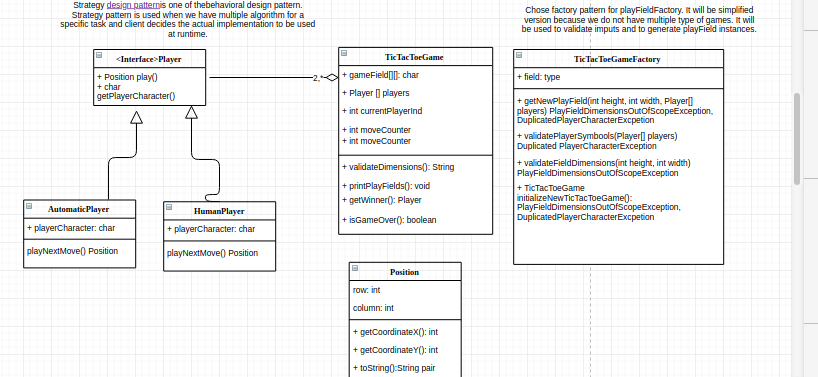 Strategy design patternis one of thebehavioral design pattern.
Strategy pattern is used when we have multiple algorithm for a
specific task and client decides the actual implementation to be used
at runtime.
Chose factory pattern for playFieldFactory. It will be simplified
version because we do not have multiple type of games. It will
be used to validate imputs and to generate playField instances.
<Interface>Player
+ Position play()
+ char
getPlayerCharacter()
2,*
TicTacToeGame
+ gameField[][]: char
+ Player [] players
+ int currentPlayerInd
+ int moveCounter
+ int moveCounter
+ validateDimensions(): String
+ printPlayFields(): void
+ getWinner(): Player
+ isGameOver(): boolean
TicTacToeGameFactory
+ field: type
+ getNewPlayField(int height, int width, Player[]
players) PlayFieldDimensionsOutOfScopeException,
DuplicatedPlayerCharacterExcpetion
+ validatePlayerSymbools(Player[] players)
Duplicated PlayerCharacterException
+ validateFieldDimensions(int height, int width)
PlayFieldDimensionsOutOfScopeException
+ TicTacToeGame
initializeNewTicTacToeGame();
PlayFieldDimensionsOutOfScopeException,
DuplicatedPlayerCharacterExcpetion
AutomaticPlayer
+ playerCharacter: char
playNextMove() Position
HumanPlayer
+ playerCharacter: char
playNextMove() Position
Position
row: int
column: int
+ getCoordinateX(): int
+ getCoordinateY(): int
+ toString():String pair